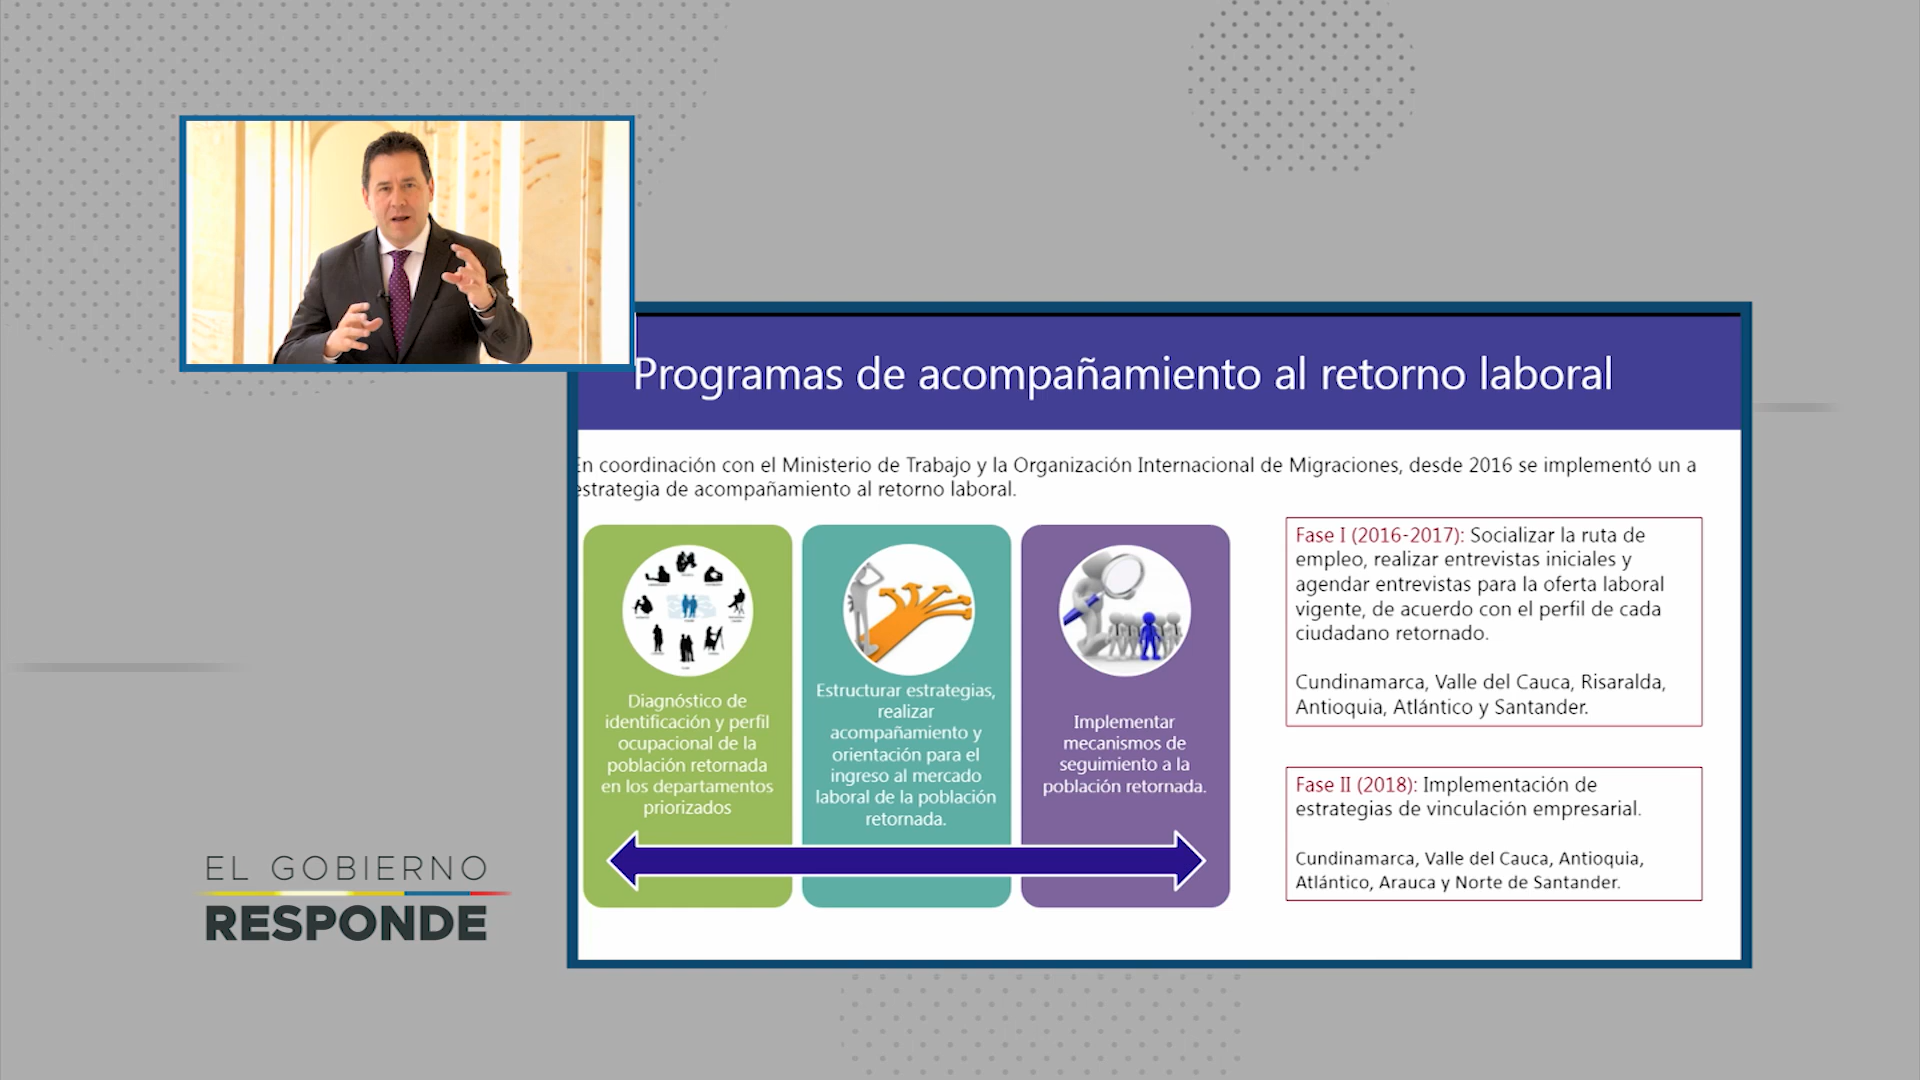 Programas de acompañamiento al retorno laboral
En coordinación con el Ministerio de Trabajo y la Organización Internacional de Migraciones, desde 2016 se implementó un a
estrategia de acompañamiento al retorno laboral.
Diagnóstico de
identificación y perfil
ocupacional de la
población retornada
en los departamentos
priorizados
Estructurar estrategias,
realizar
acompañamiento y
orientación para el
ingreso al mercado
laboral de la población
retornada.
Implementar
mecanismos de
seguimiento a la
población retornada.
Fase I (2016-2017): Socializar la ruta de
empleo, realizar entrevistas iniciales y
agendar entrevistas para la oferta laboral
vigente, de acuerdo con el perfil de cada
ciudadano retornado.
Cundinamarca, Valle del Cauca, Risaralda,
Antioquia, Atlántico y Santander.
Fase II (2018): Implementación de
estrategias de vinculación empresarial.
Cundinamarca, Valle del Cauca, Antioquia,
Atlántico, Arauca y Norte de Santander.
EL GOBIERNO
RESPONDE